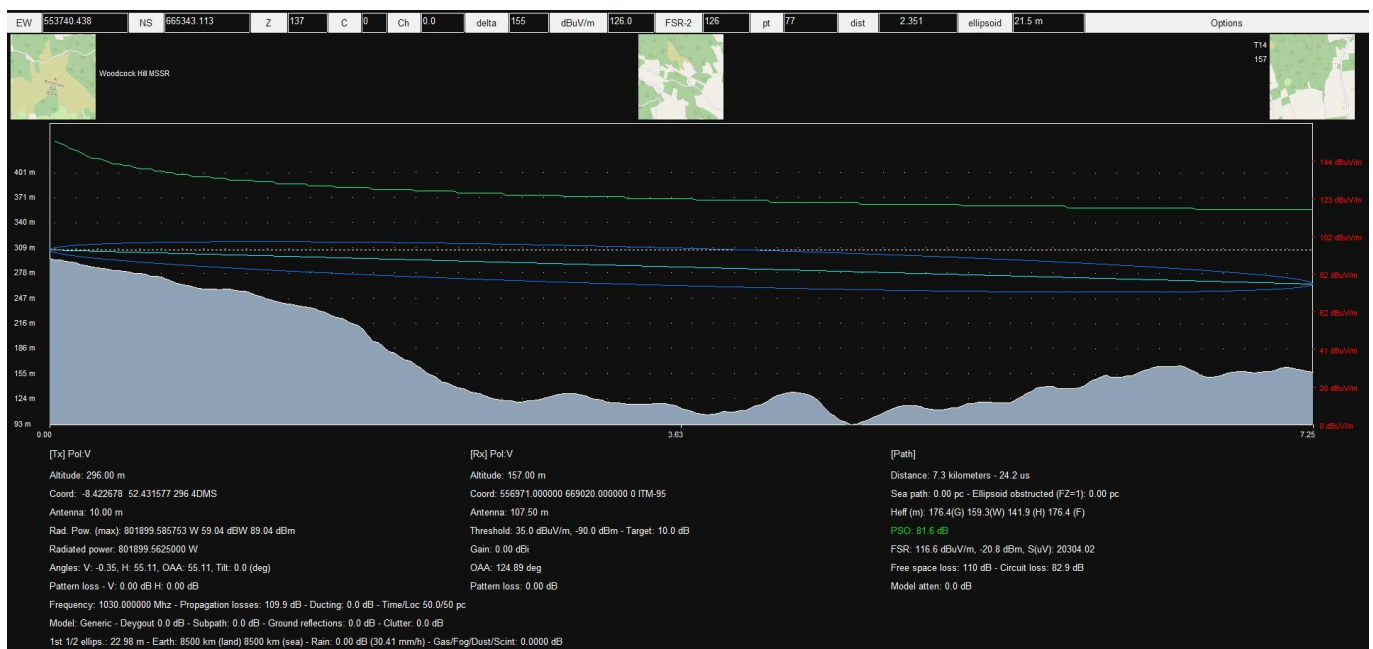 EW 553740.438 NS 665343.113 Z 137 C 0 Ch 0.0 delta 155 dBuV/m 126.0 FSR-2 126 pt 77 dist 2.351 ellipsoid 21.5 m Options
Woodcock Hill MSSR
T14
157
401 m
371 m
340 m
309 m
278 m
247 m
216 m
186 m
155 m
124 m
93 m
144 dBuV/m
123 dBuV/m
102 dBuV/m
82 dBuV/m
62 dBuV/m
41 dBuV/m
20 dBuV/m
0 dBuV/m
0.00 3.63 7.25
[Tx] Pol:V
Altitude: 296.00 m
Coord: -8.422678 52.431577 296 4DMS
Antenna: 10.00 m
Rad. Pow. (max): 801899.585753 W 59.04 dBW 89.04 dBm
Radiated power: 801899.5625000 W
Angles: V: -0.35, H: 55.11, OAA: 55.11, Tilt: 0.0 (deg)
Pattern loss - V: 0.00 dB H: 0.00 dB
Frequency: 1030.000000 Mhz - Propagation losses: 109.9 dB - Ducting: 0.0 dB - Time/Loc 50.0/50 pc
Model: Generic - Deygout 0.0 dB - Subpath: 0.0 dB - Ground reflections: 0.0 dB - Clutter: 0.0 dB
1st 1/2 ellips.: 22.98 m - Earth: 8500 km (land) 8500 km (sea) - Rain: 0.00 dB (30.41 mm/h) - Gas/Fog/Dust/Scint: 0.0000 dB
[Rx] Pol:V
Altitude: 157.00 m
Coord: 556971.000000 669020.000000 0 ITM-95
Antenna: 107.50 m
Threshold: 35.0 dBuV/m, -90.0 dBm - Target: 10.0 dB
Gain: 0.00 dBi
OAA: 124.89 deg
Pattern loss: 0.00 dB
[Path]
Distance: 7.3 kilometers - 24.2 us
Sea path: 0.00 pc - Ellipsoid obstructed (FZ=1): 0.00 pc
Heff (m): 176.4(G) 159.3(W) 141.9 (H) 176.4 (F)
PSO: 81.6 dB
FSR: 116.6 dBuV/m, -20.8 dBm, S(uV): 20304.02
Free space loss: 110 dB - Circuit loss: 82.9 dB
Model atten: 0.0 dB